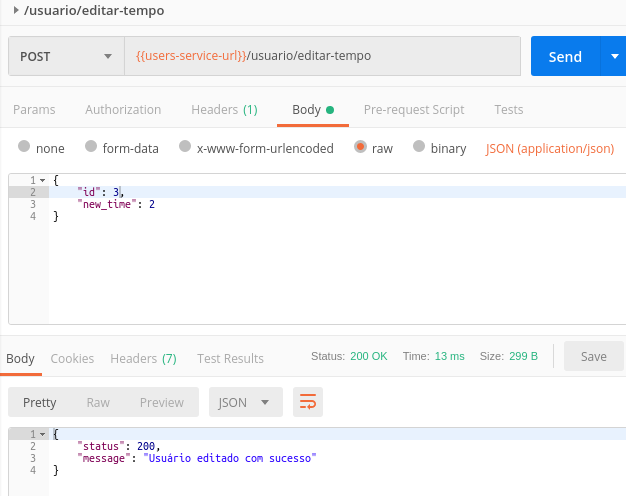 /usuario/editar-tempo
POST {{users-service-url}}/usuario/editar-tempo Send
Params Authorization Headers (1) Body Pre-request Script Tests
none form-data x-www-form-urlencoded raw binary JSON (application/json)
1 {
2 "id": 3,
3 "new_time": 2
4 }
Body Cookies Headers (7) Test Results Status: 200 OK Time: 13 ms Size: 299 B Save
Pretty Raw Preview JSON
1 {
2 "status": 200,
3 "message": "Usuário editado com sucesso"
4 }